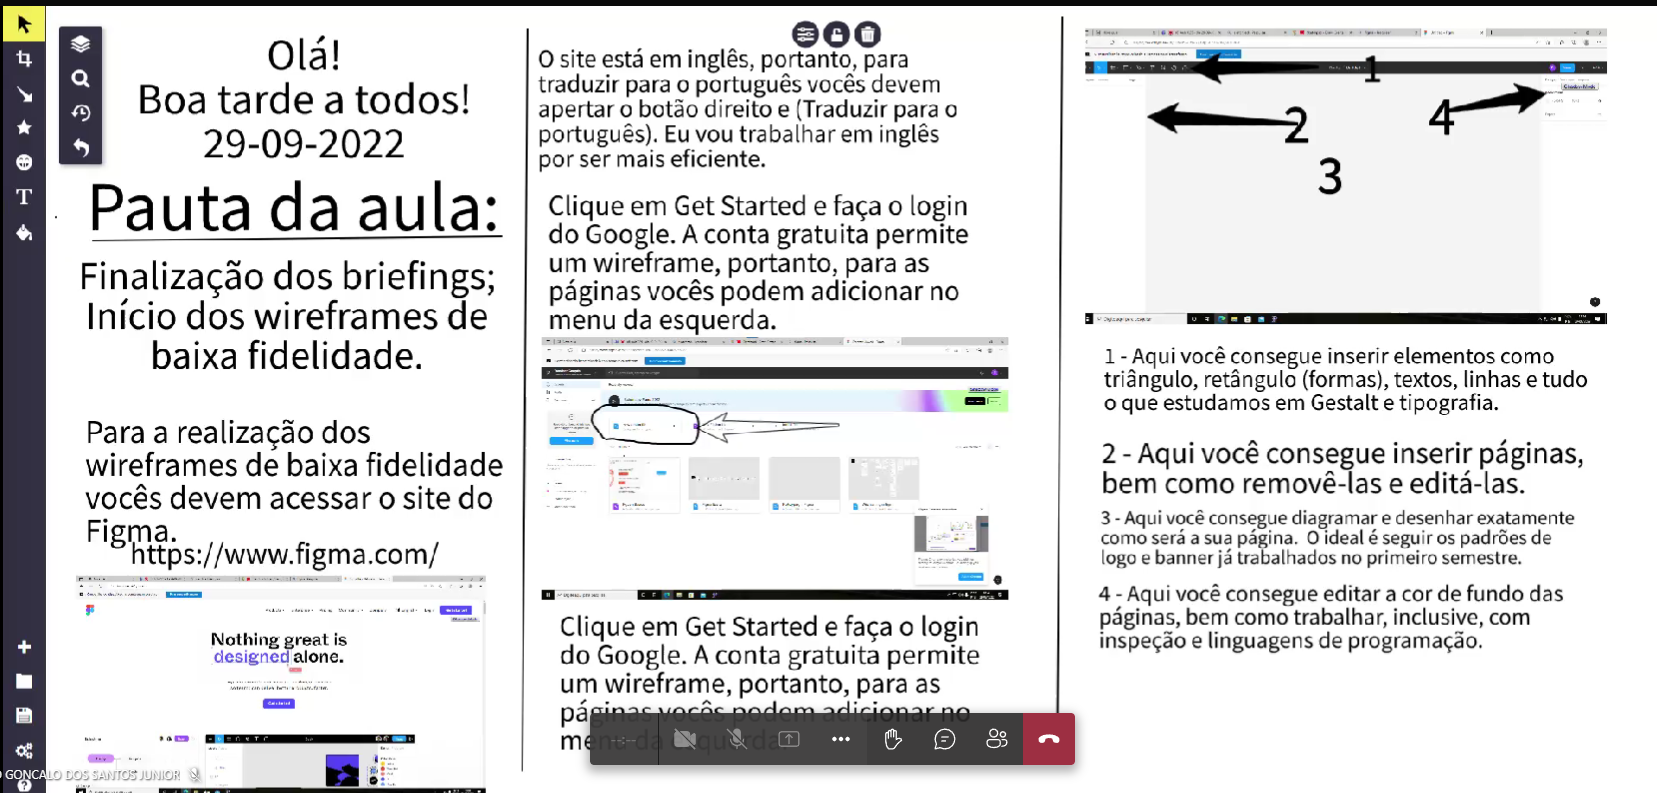 Olá!
Boa tarde a todos!
29-09-2022
Pauta da aula:
Finalização dos briefings;
Início dos wireframes de
baixa fidelidade.
Para a realização dos
wireframes de baixa fidelidade
vocês devem acessar o site do
Figma.
https://www.figma.com/
Nothing great is
designed alone.
GONCALO DOS SANTOS JUNIOR
O site está em inglês, portanto, para
traduzir para o português vocês devem
apertar o botão direito e (Traduzir para o
português). Eu vou trabalhar em inglês
por ser mais eficiente.
Clique em Get Started e faça o login
do Google. A conta gratuita permite
um wireframe, portanto, para as
páginas vocês podem adicionar no
menu da esquerda.
Clique em Get Started e faça o login
do Google. A conta gratuita permite
um wireframe, portanto, para as
páginas vocês podem adicionar no
menu da esquerda.
1
2
3
4
1 - Aqui você consegue inserir elementos como
triângulo, retângulo (formas), textos, linhas e tudo
o que estudamos em Gestalt e tipografia.
2 - Aqui você consegue inserir páginas,
bem como removê-las e editá-las.
3 - Aqui você consegue diagramar e desenhar exatamente
como será a sua página. O ideal é seguir os padrões de
logo e banner já trabalhados no primeiro semestre.
4 - Aqui você consegue editar a cor de fundo das
páginas, bem como trabalhar, inclusive, com
inspeção e linguagens de programação.